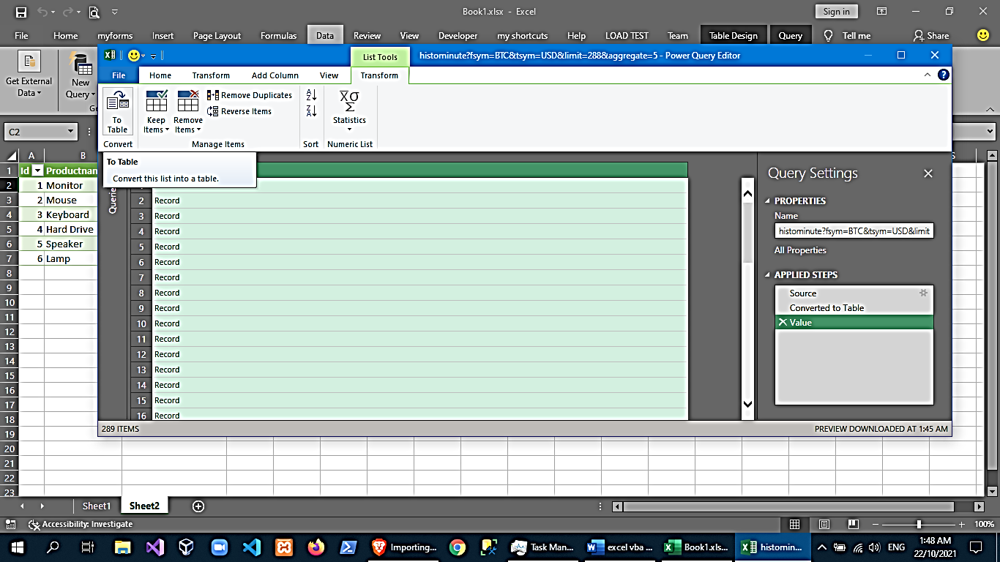 Book1.xlsx - Excel
Sign in
File Home myforms Insert Page Layout Formulas Data Review View Developer my shortcuts Help LOAD TEST Team Table Design Query Tell me Share
Get External
Data
New
Query
C2
List Tools
histominute?fsym=BTC&tsym=USD&limit=288&aggregate=5 - Power Query Editor
File Home Transform Add Column View Transform
To
Table
Keep
Items
Remove
Items
Remove Duplicates
Reverse Items
A
Z
Z
A
Statistics
Convert Manage Items Sort Numeric List
To Table
Convert this list into a table.
A B
1 Id Productnan
2 1 Monitor
3 2 Mouse
4 3 Keyboard
5 4 Hard Drive
6 5 Speaker
7 6 Lamp
8
9
10
11
12
13
14
15
16
17
18
19
20
21
22
23
2 Record
3 Record
4 Record
5 Record
6 Record
7 Record
8 Record
9 Record
10 Record
11 Record
12 Record
13 Record
14 Record
15 Record
16 Record
Query Settings
PROPERTIES
Name
histominute?fsym=BTC&tsym=USD&limit
All Properties
APPLIED STEPS
Source
Converted to Table
Value
289 ITEMS
PREVIEW DOWNLOADED AT 1:45 AM
Sheet1 Sheet2
Accessibility: Investigate
100%
Importing...
Task Man...
excel vba ...
Book1.xls...
histomin...
ENG
1:48 AM
22/10/2021